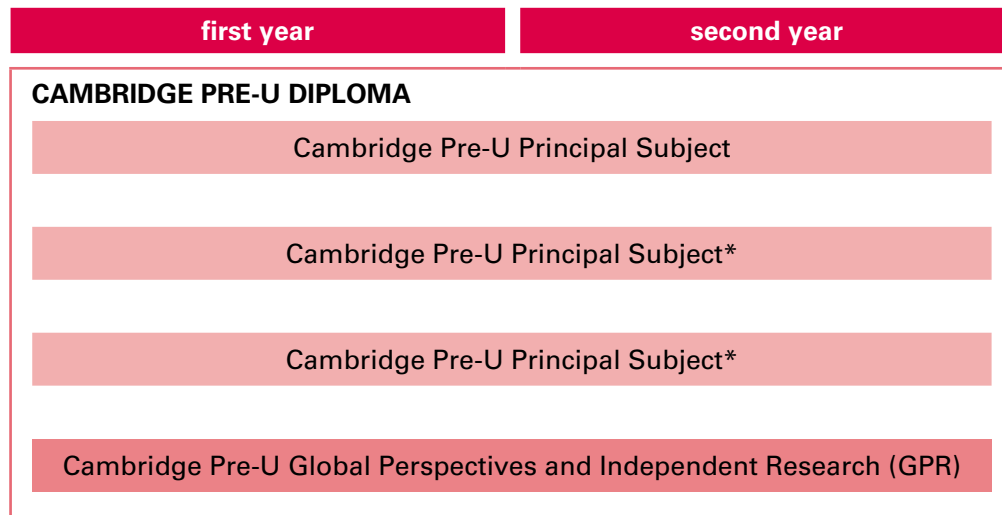 first year
second year
CAMBRIDGE PRE-U DIPLOMA
Cambridge Pre-U Principal Subject
Cambridge Pre-U Principal Subject*
Cambridge Pre-U Principal Subject*
Cambridge Pre-U Global Perspectives and Independent Research (GPR)